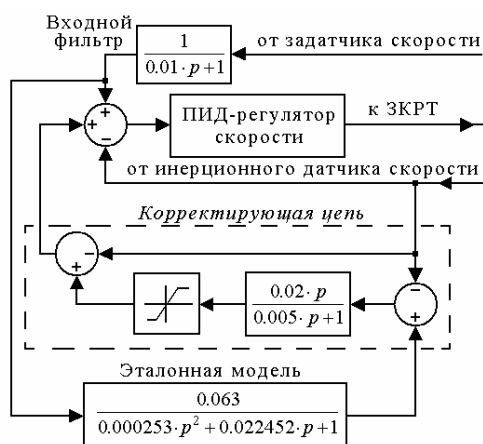 Входной
фильтр
1
0.01· p+1
от задатчика скорости
+
+
−
ПИД-регулятор
скорости
к ЗКРТ
от инерционного датчика скорости
Корректирующая цепь
−
+
0.02· p
0.005· p+1
−
+
Эталонная модель
0.063
0.000253· p² + 0.022452· p+1